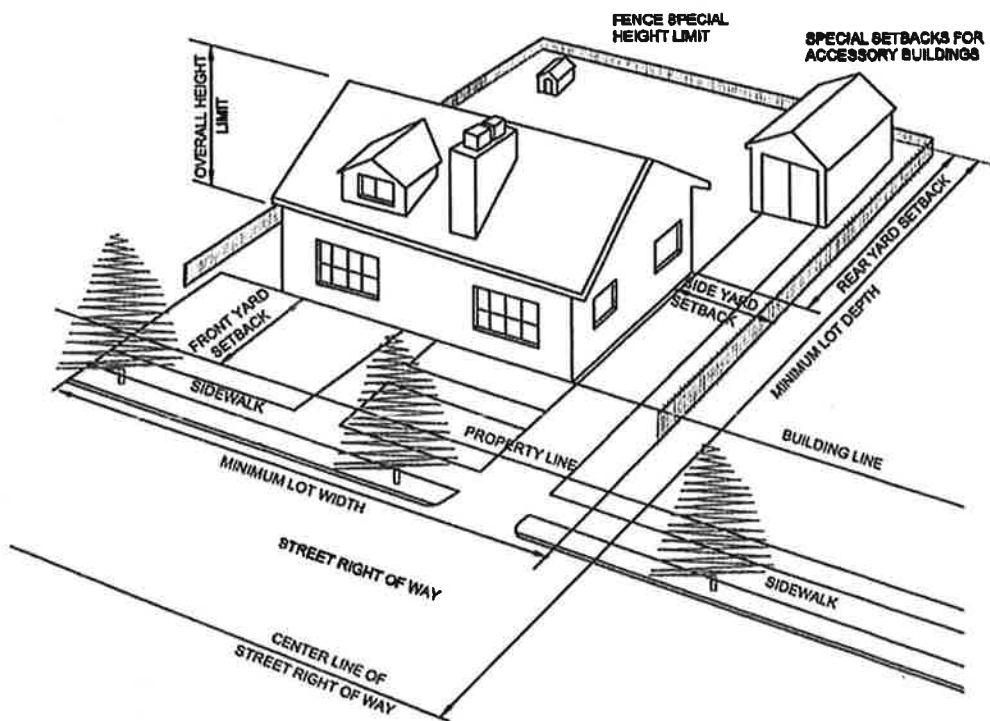 FENCE SPECIAL
HEIGHT LIMIT
SPECIAL SETBACKS FOR
ACCESSORY BUILDINGS
OVERALL HEIGHT
LIMIT
REAR YARD SETBACK
SIDE YARD
SETBACK
FRONT YARD
SETBACK
MINIMUM LOT DEPTH
SIDEWALK
PROPERTY LINE
BUILDING LINE
MINIMUM LOT WIDTH
STREET RIGHT OF WAY
SIDEWALK
CENTER LINE OF
STREET RIGHT OF WAY